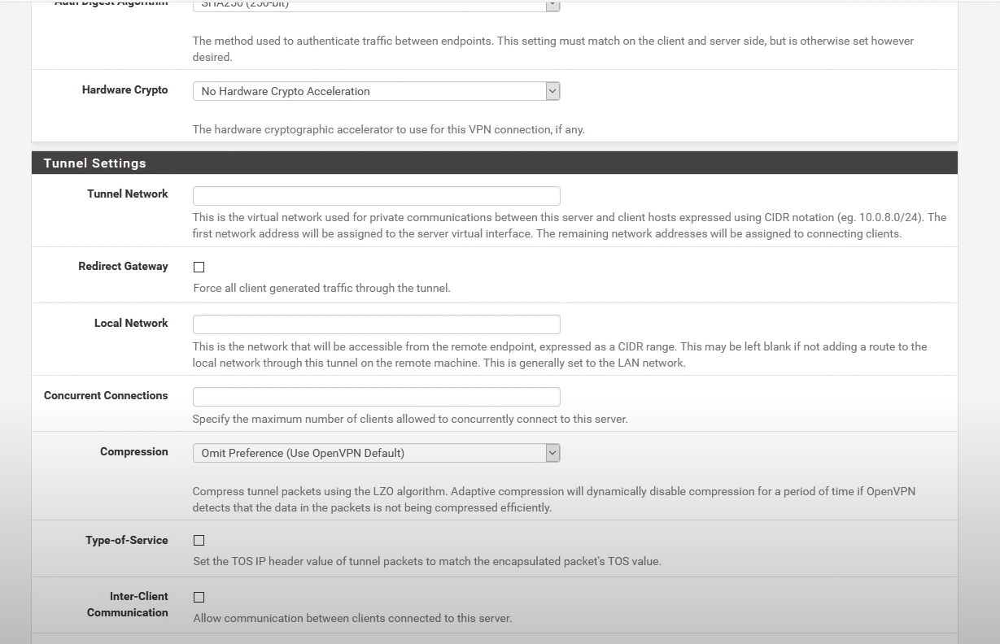 Auth Digest Algorithm
SHA256 (256-bit)
The method used to authenticate traffic between endpoints. This setting must match on the client and server side, but is otherwise set however
desired.
Hardware Crypto
No Hardware Crypto Acceleration
The hardware cryptographic accelerator to use for this VPN connection, if any.
Tunnel Settings
Tunnel Network
This is the virtual network used for private communications between this server and client hosts expressed using CIDR notation (eg. 10.0.8.0/24). The
first network address will be assigned to the server virtual interface. The remaining network addresses will be assigned to connecting clients.
Redirect Gateway
Force all client generated traffic through the tunnel.
Local Network
This is the network that will be accessible from the remote endpoint, expressed as a CIDR range. This may be left blank if not adding a route to the
local network through this tunnel on the remote machine. This is generally set to the LAN network.
Concurrent Connections
Specify the maximum number of clients allowed to concurrently connect to this server.
Compression
Omit Preference (Use OpenVPN Default)
Compress tunnel packets using the LZO algorithm. Adaptive compression will dynamically disable compression for a period of time if OpenVPN
detects that the data in the packets is not being compressed efficiently.
Type-of-Service
Set the TOS IP header value of tunnel packets to match the encapsulated packet's TOS value.
Inter-Client
Communication
Allow communication between clients connected to this server.